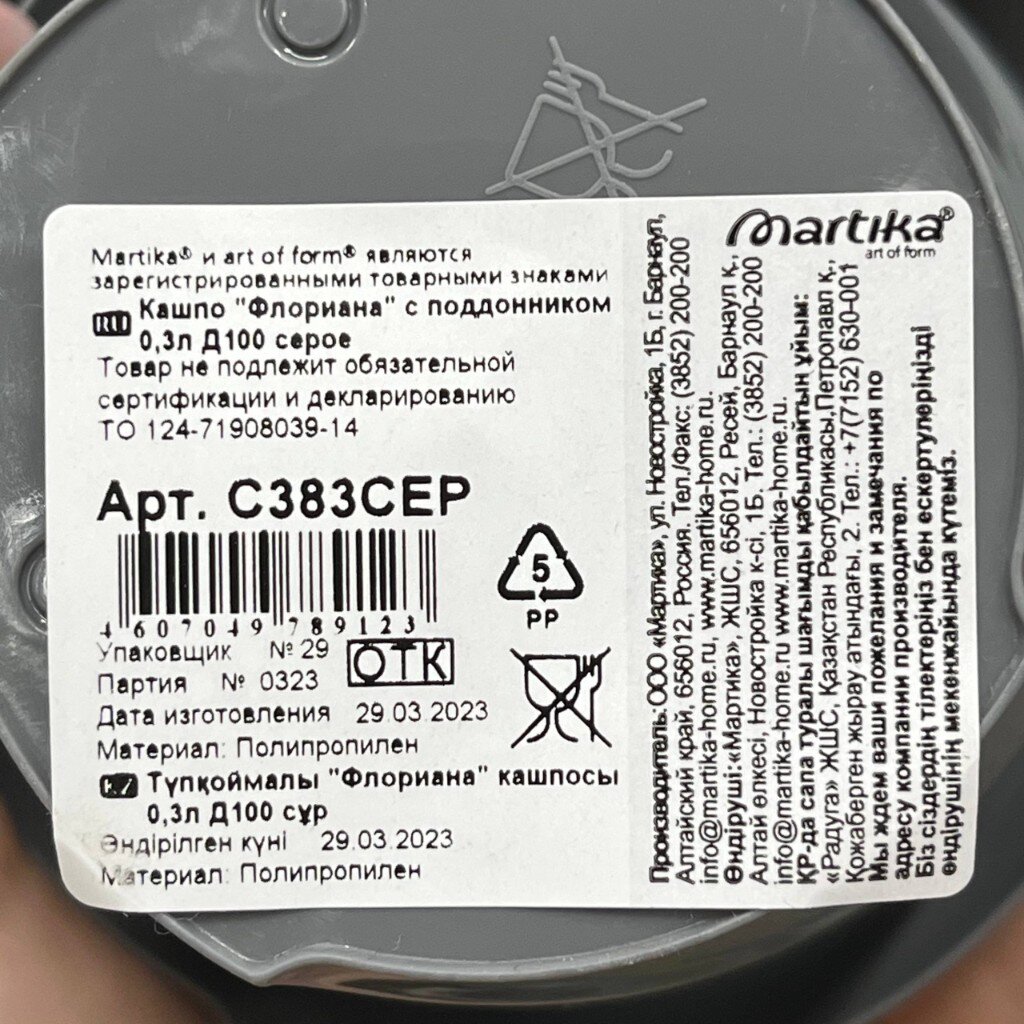 Martika® и art of form® являются
зарегистрированными товарными знаками
RU Кашпо "Флориана" с поддонником
0,3л Д100 серое
Товар не подлежит обязательной
сертификации и декларированию
ТО 124-71908039-14
Арт. С383СЕР
4 607049 789123
Упаковщик № 29
ОТК
Партия № 0323
Дата изготовления 29.03.2023
Материал: Полипропилен
KZ Түпқоймалы "Флориана" кашпосы
0,3л Д100 сұр
Өндірілген күні 29.03.2023
Материал: Полипропилен
5
PP
Martika®
art of form
Производитель: ООО «Мартика», ул. Новостройка, 1Б, г. Барнаул,
Алтайский край, 656012, Россия. Тел./Факс: (3852) 200-200
info@martika-home.ru, www.martika-home.ru.
Өндіруші:«Мартика», ЖШС, 656012, Ресей, Барнаул қ.,
Алтай өлкесі, Новостройка к-сі, 1Б. Тел.: (3852) 200-200
info@martika-home.ru www.martika-home.ru.
ҚР-да сапа туралы шағымды қабылдайтын ұйым:
«Радуга» ЖШС, Қазақстан Республикасы,Петропавл қ.,
Қожаберген жырау атындағы, 2. Тел.: +7(7152) 630-001
Мы ждем ваши пожелания и замечания по
адресу компании производителя.
Біз сіздердің тілектеріңіз бен ескертулеріңізді
өндірушінің мекенжайында күтеміз.